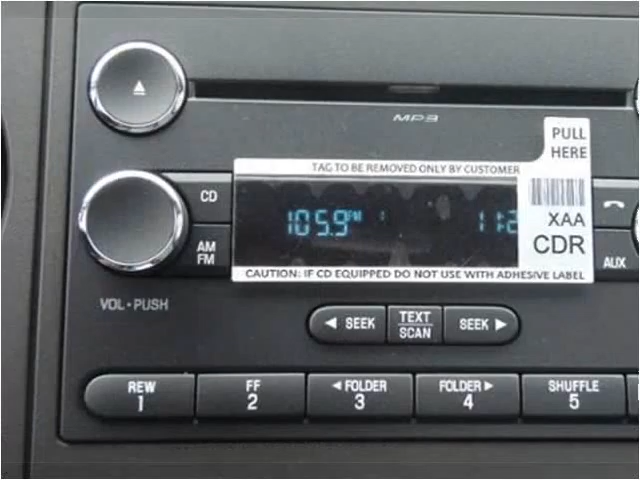 MP3
PULL
HERE
TAG TO BE REMOVED ONLY BY CUSTOMER
CD
105.9 FM 1
XAA
CDR
AM
FM
AUX
CAUTION: IF CD EQUIPPED DO NOT USE WITH ADHESIVE LABEL
VOL • PUSH
◄ SEEK
TEXT
SCAN
SEEK ►
REW
1
FF
2
◄ FOLDER
3
FOLDER ►
4
SHUFFLE
5